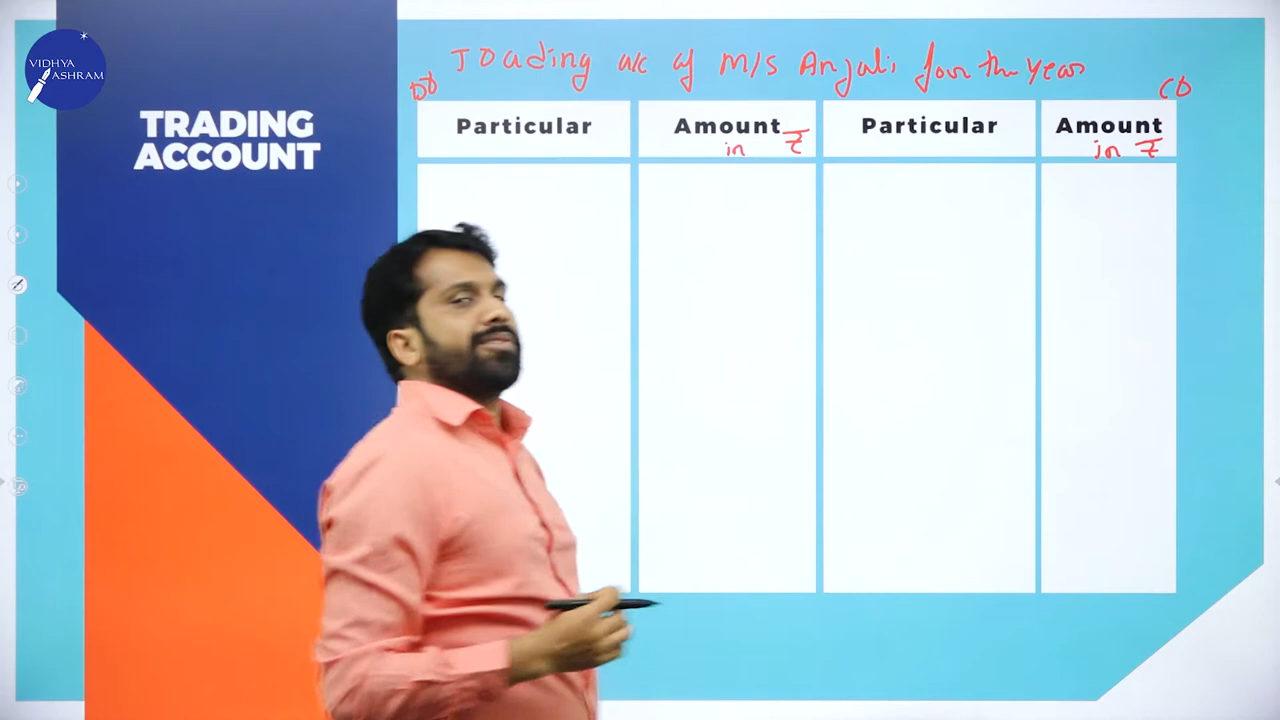 VIDHYA
ASHRAM
TRADING
ACCOUNT
Trading a/c of M/s Anjali for the Year
Dr
Cr
Particular Amount Particular Amount
in ₹ in ₹